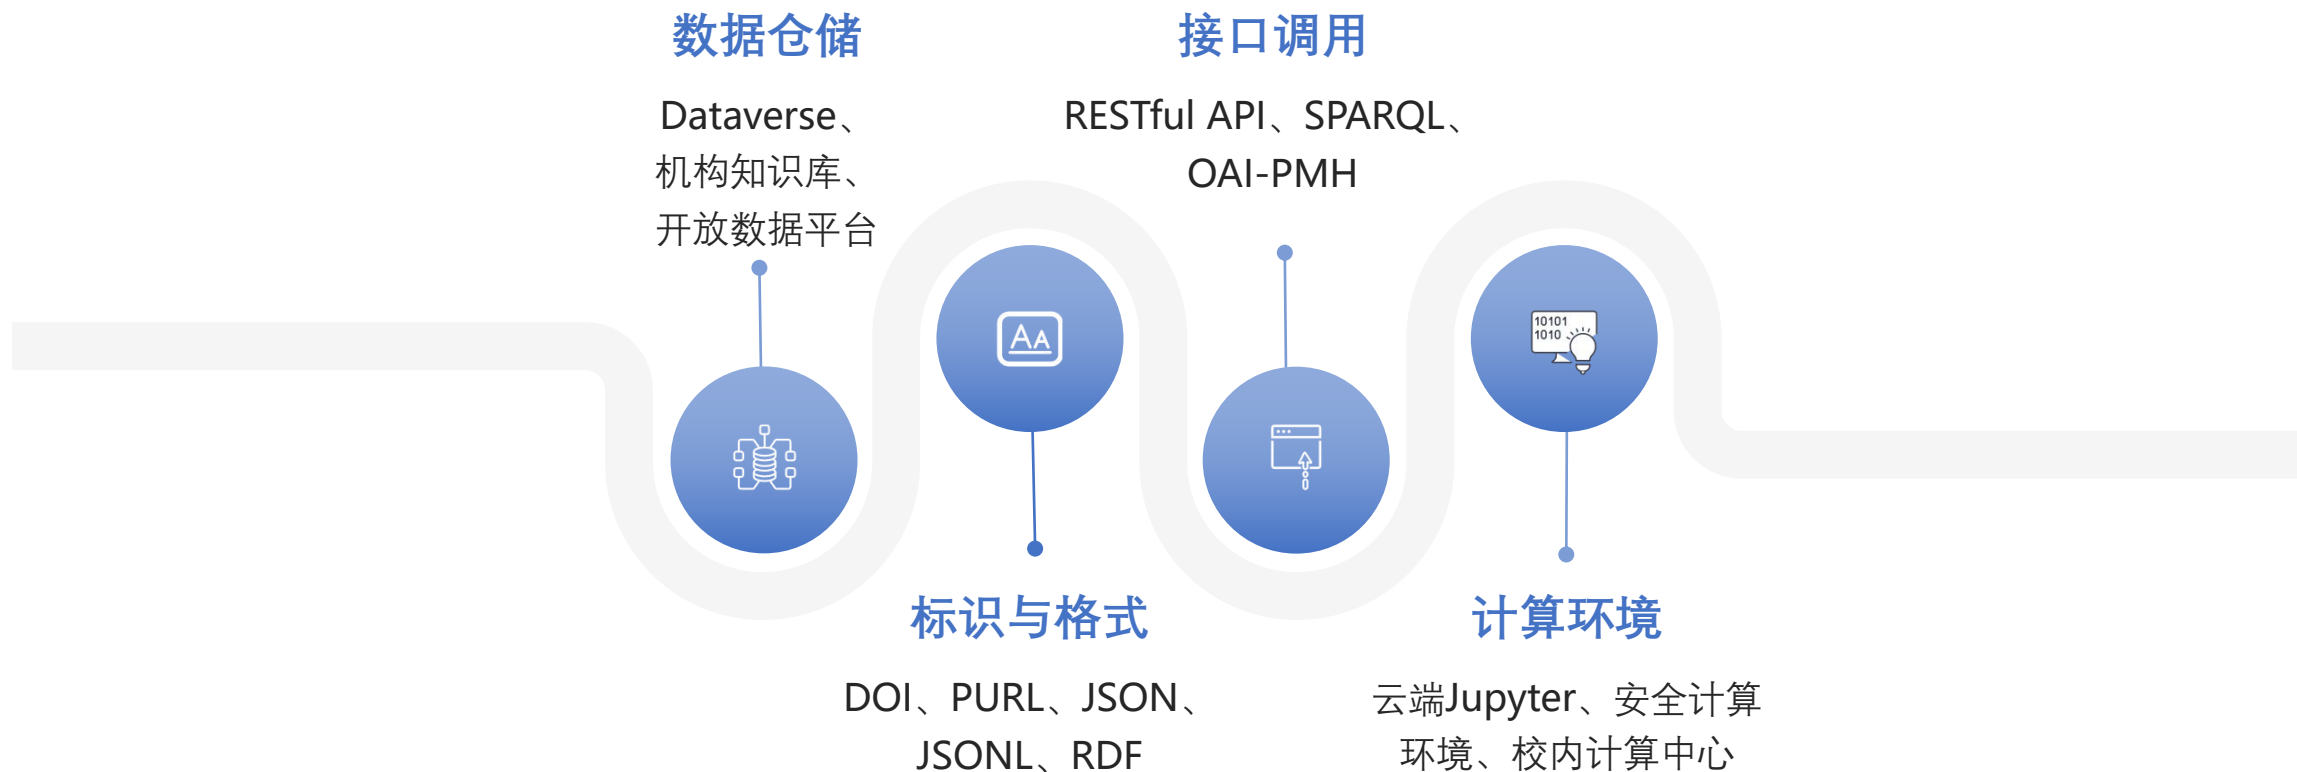 数据仓储
Dataverse、
机构知识库、
开放数据平台
接口调用
RESTful API、SPARQL、
OAI-PMH
10101
1010
AA
标识与格式
DOI、PURL、JSON、
JSONL、RDF
计算环境
云端Jupyter、安全计算
环境、校内计算中心